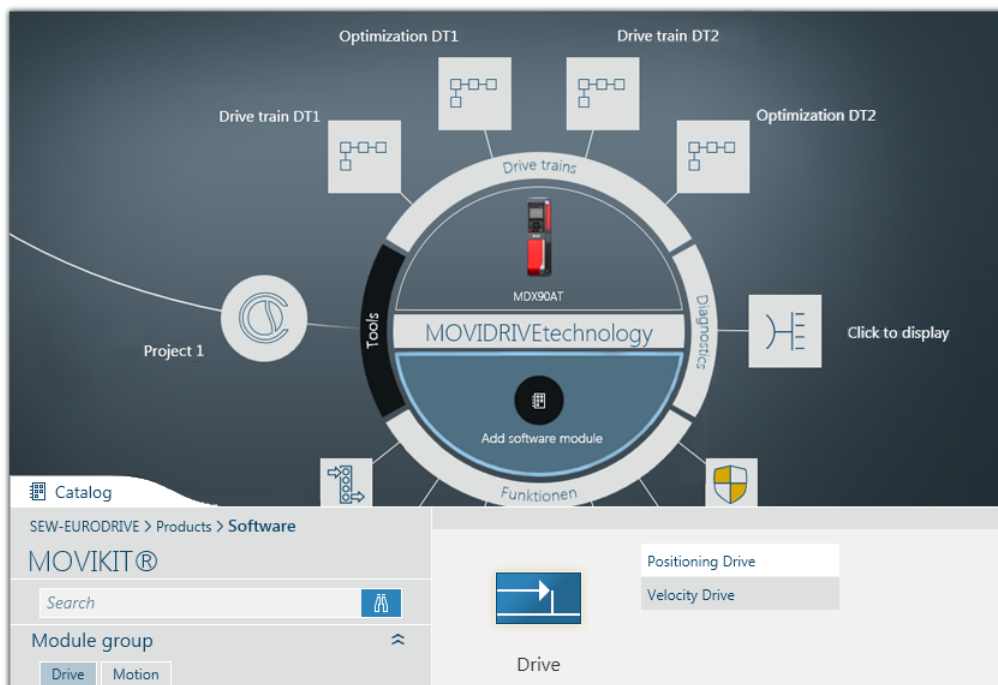 Optimization DT1
Drive train DT2
Drive train DT1
Optimization DT2
Drive trains
MDX90AT
Tools
MOVIDRIVEtechnology
Diagnostics
Click to display
Project 1
Add software module
Funktionen
Catalog
SEW-EURODRIVE > Products > Software
MOVIKIT®
Search
Module group
Drive Motion
Positioning Drive
Velocity Drive
Drive